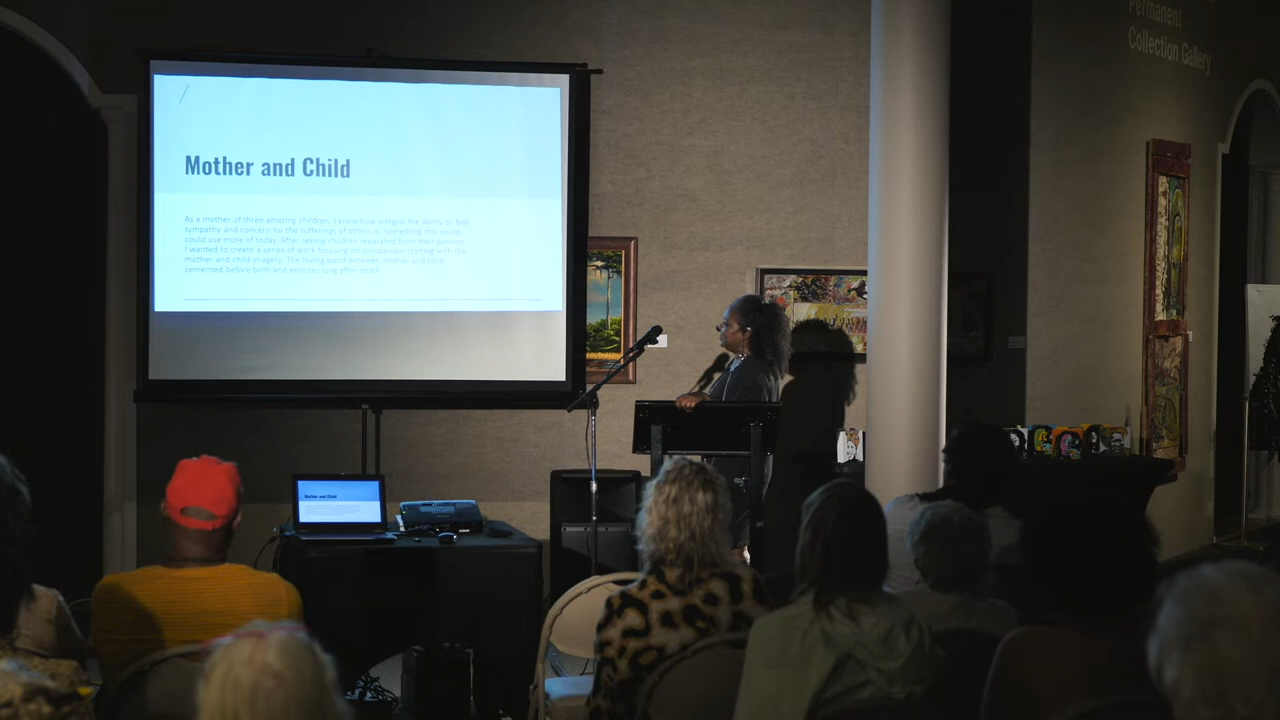 Permanent
Collection Gallery
Mother and Child
As a mother of three amazing children, I know how integral the ability to feel
sympathy and concern for the sufferings of others is. Something this world
could use more of today. After seeing children separated from their parents
I wanted to create a series of work focusing on compassion starting with the
mother and child imagery. The loving bond between mother and child
cemented before birth and endures long after death.
Mother and Child